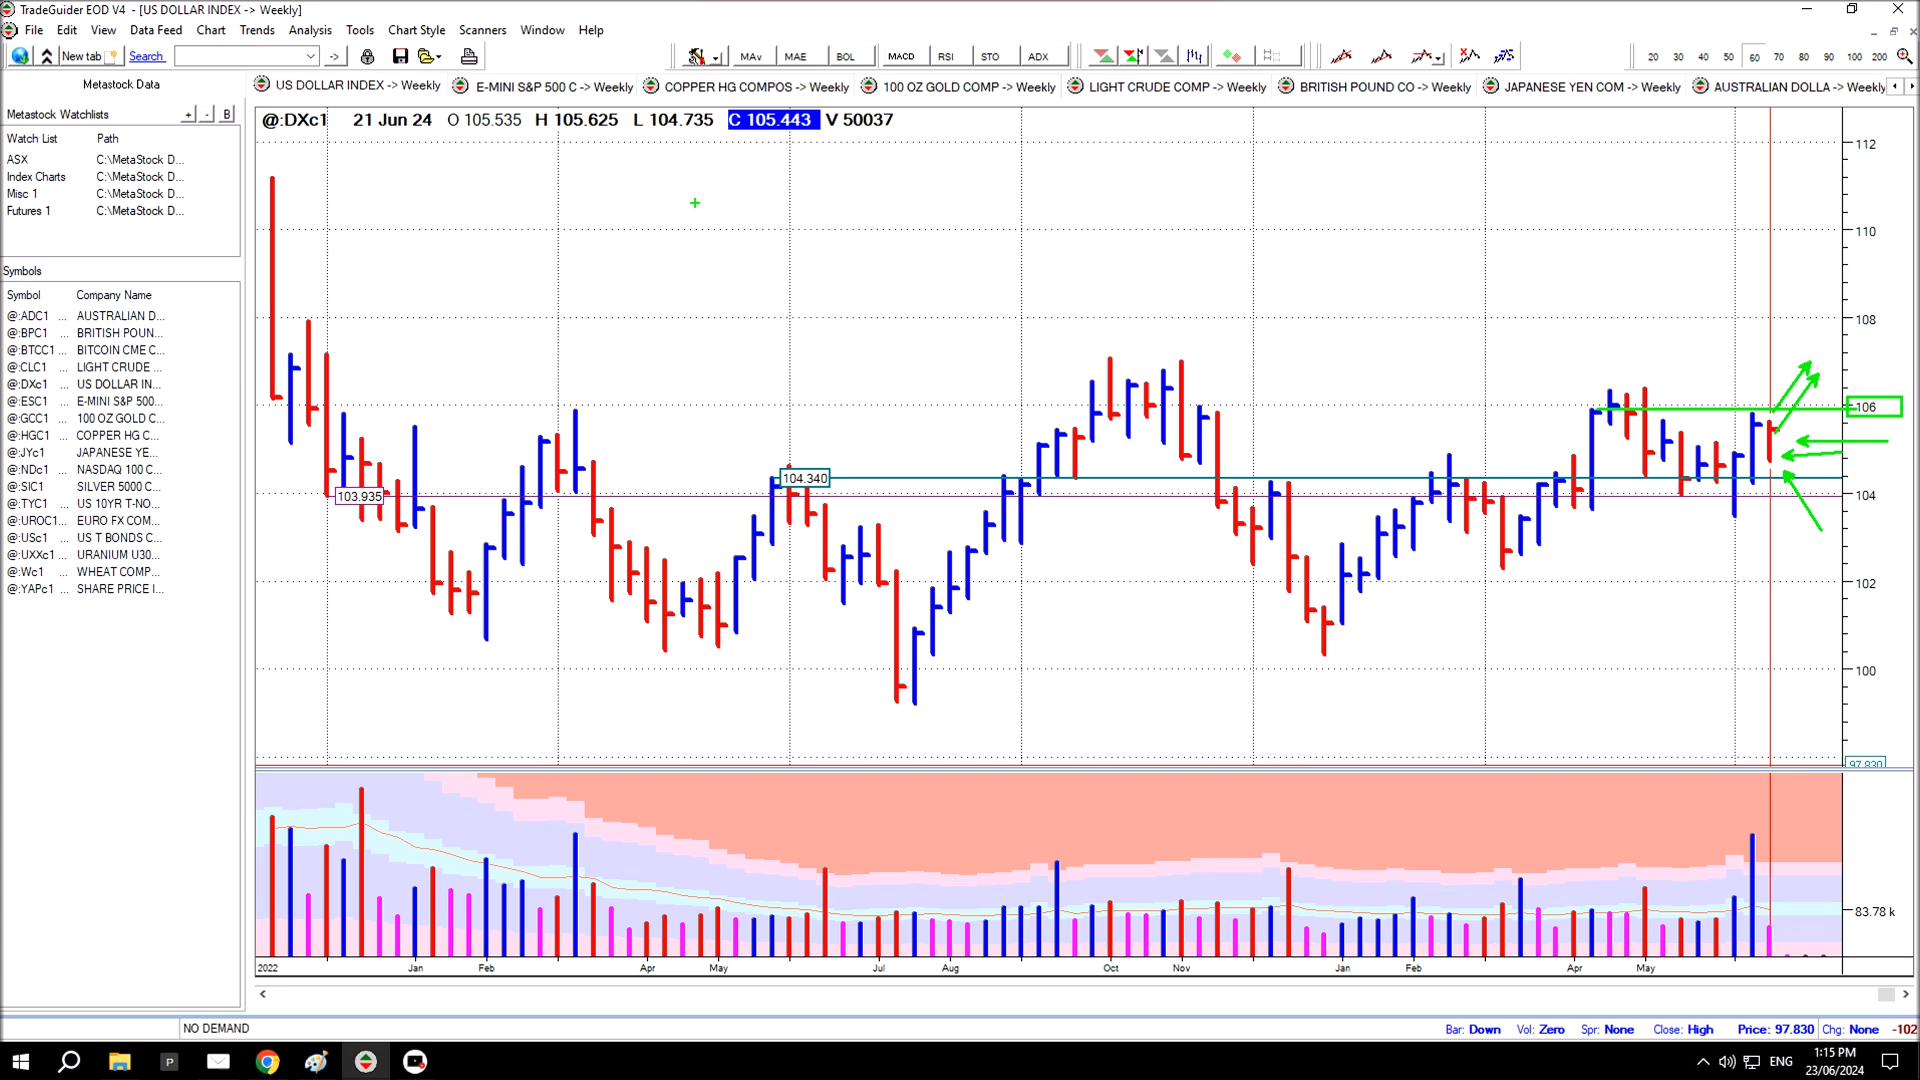 TradeGuider EOD V4 - [US DOLLAR INDEX -> Weekly]
File Edit View Data Feed Chart Trends Analysis Tools Chart Style Scanners Window Help
New tab Search -> MAv MAE BOL MACD RSI STO ADX 20 30 40 50 60 70 80 90 100 200
Metastock Data
US DOLLAR INDEX -> Weekly E-MINI S&P 500 C -> Weekly COPPER HG COMPOS -> Weekly 100 OZ GOLD COMP -> Weekly LIGHT CRUDE COMP -> Weekly BRITISH POUND CO -> Weekly JAPANESE YEN COM -> Weekly AUSTRALIAN DOLLA -> Weekly
Metastock Watchlists + - B
Watch List Path
ASX C:\MetaStock D...
Index Charts C:\MetaStock D...
Misc 1 C:\MetaStock D...
Futures 1 C:\MetaStock D...
Symbols
Symbol Company Name
@:ADC1 ... AUSTRALIAN D...
@:BPC1 ... BRITISH POUN...
@:BTCC1 ... BITCOIN CME C...
@:CLC1 ... LIGHT CRUDE ...
@:DXc1 ... US DOLLAR IN...
@:ESC1 ... E-MINI S&P 500...
@:GCC1 ... 100 OZ GOLD C...
@:HGC1 ... COPPER HG C...
@:JYc1 ... JAPANESE YE...
@:NDc1 ... NASDAQ 100 C...
@:SIC1 ... SILVER 5000 C...
@:TYC1 ... US 10YR T-NO...
@:UROC1... EURO FX COM...
@:USc1 ... US T BONDS C...
@:UXXc1 ... URANIUM U30...
@:Wc1 ... WHEAT COMP...
@:YAPc1 ... SHARE PRICE I...
@:DXc1 21 Jun 24 O 105.535 H 105.625 L 104.735 C 105.443 V 50037
112
110
108
106
104.340
103.935
104
102
100
97.830
83.78 k
2022 Jan Feb Apr May Jul Aug Oct Nov Jan Feb Apr May
NO DEMAND
Bar: Down Vol: Zero Spr: None Close: High Price: 97.830 Chg: None -102
ENG
1:15 PM
23/06/2024